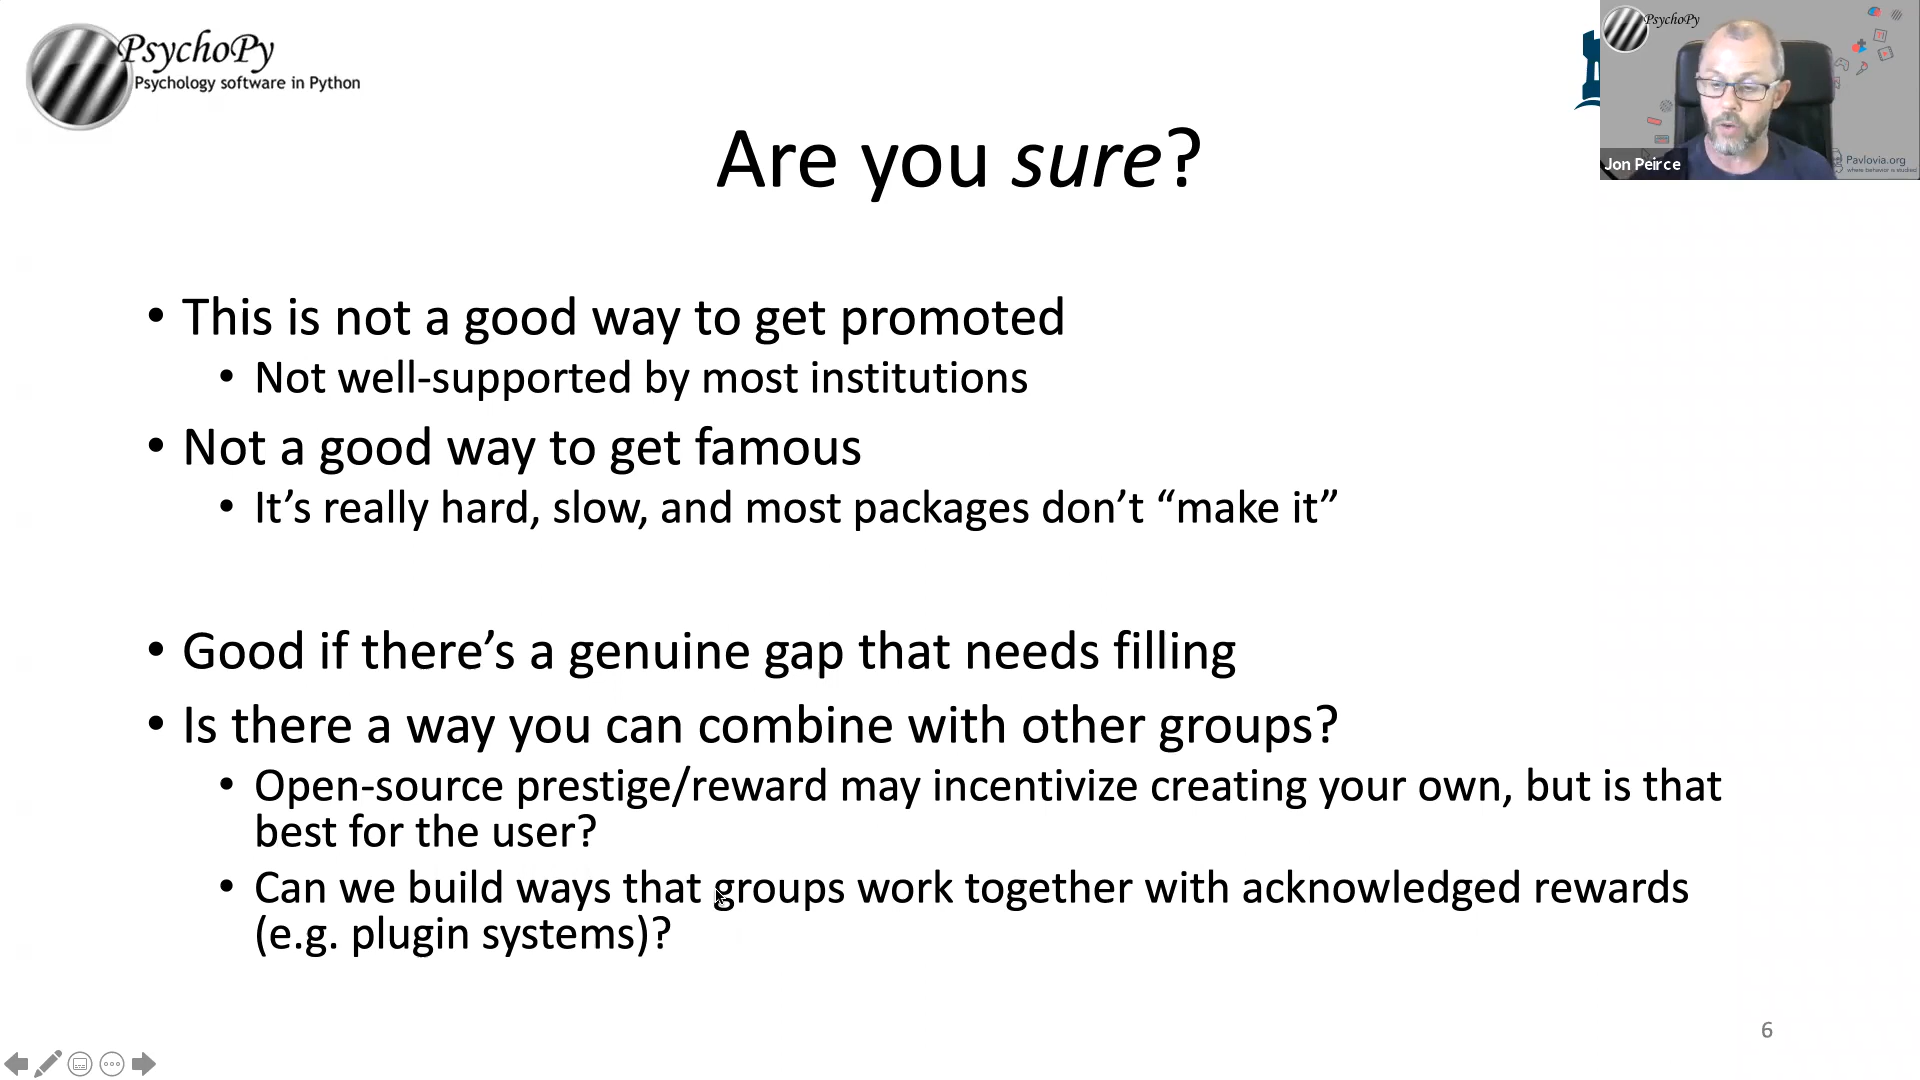 PsychoPy
Psychology software in Python
PsychoPy
Jon Peirce
Pavlovia.org
where behavior is studied
Are you sure?
• This is not a good way to get promoted
• Not well-supported by most institutions
• Not a good way to get famous
• It’s really hard, slow, and most packages don’t “make it”
• Good if there’s a genuine gap that needs filling
• Is there a way you can combine with other groups?
• Open-source prestige/reward may incentivize creating your own, but is that
best for the user?
• Can we build ways that groups work together with acknowledged rewards
(e.g. plugin systems)?
6